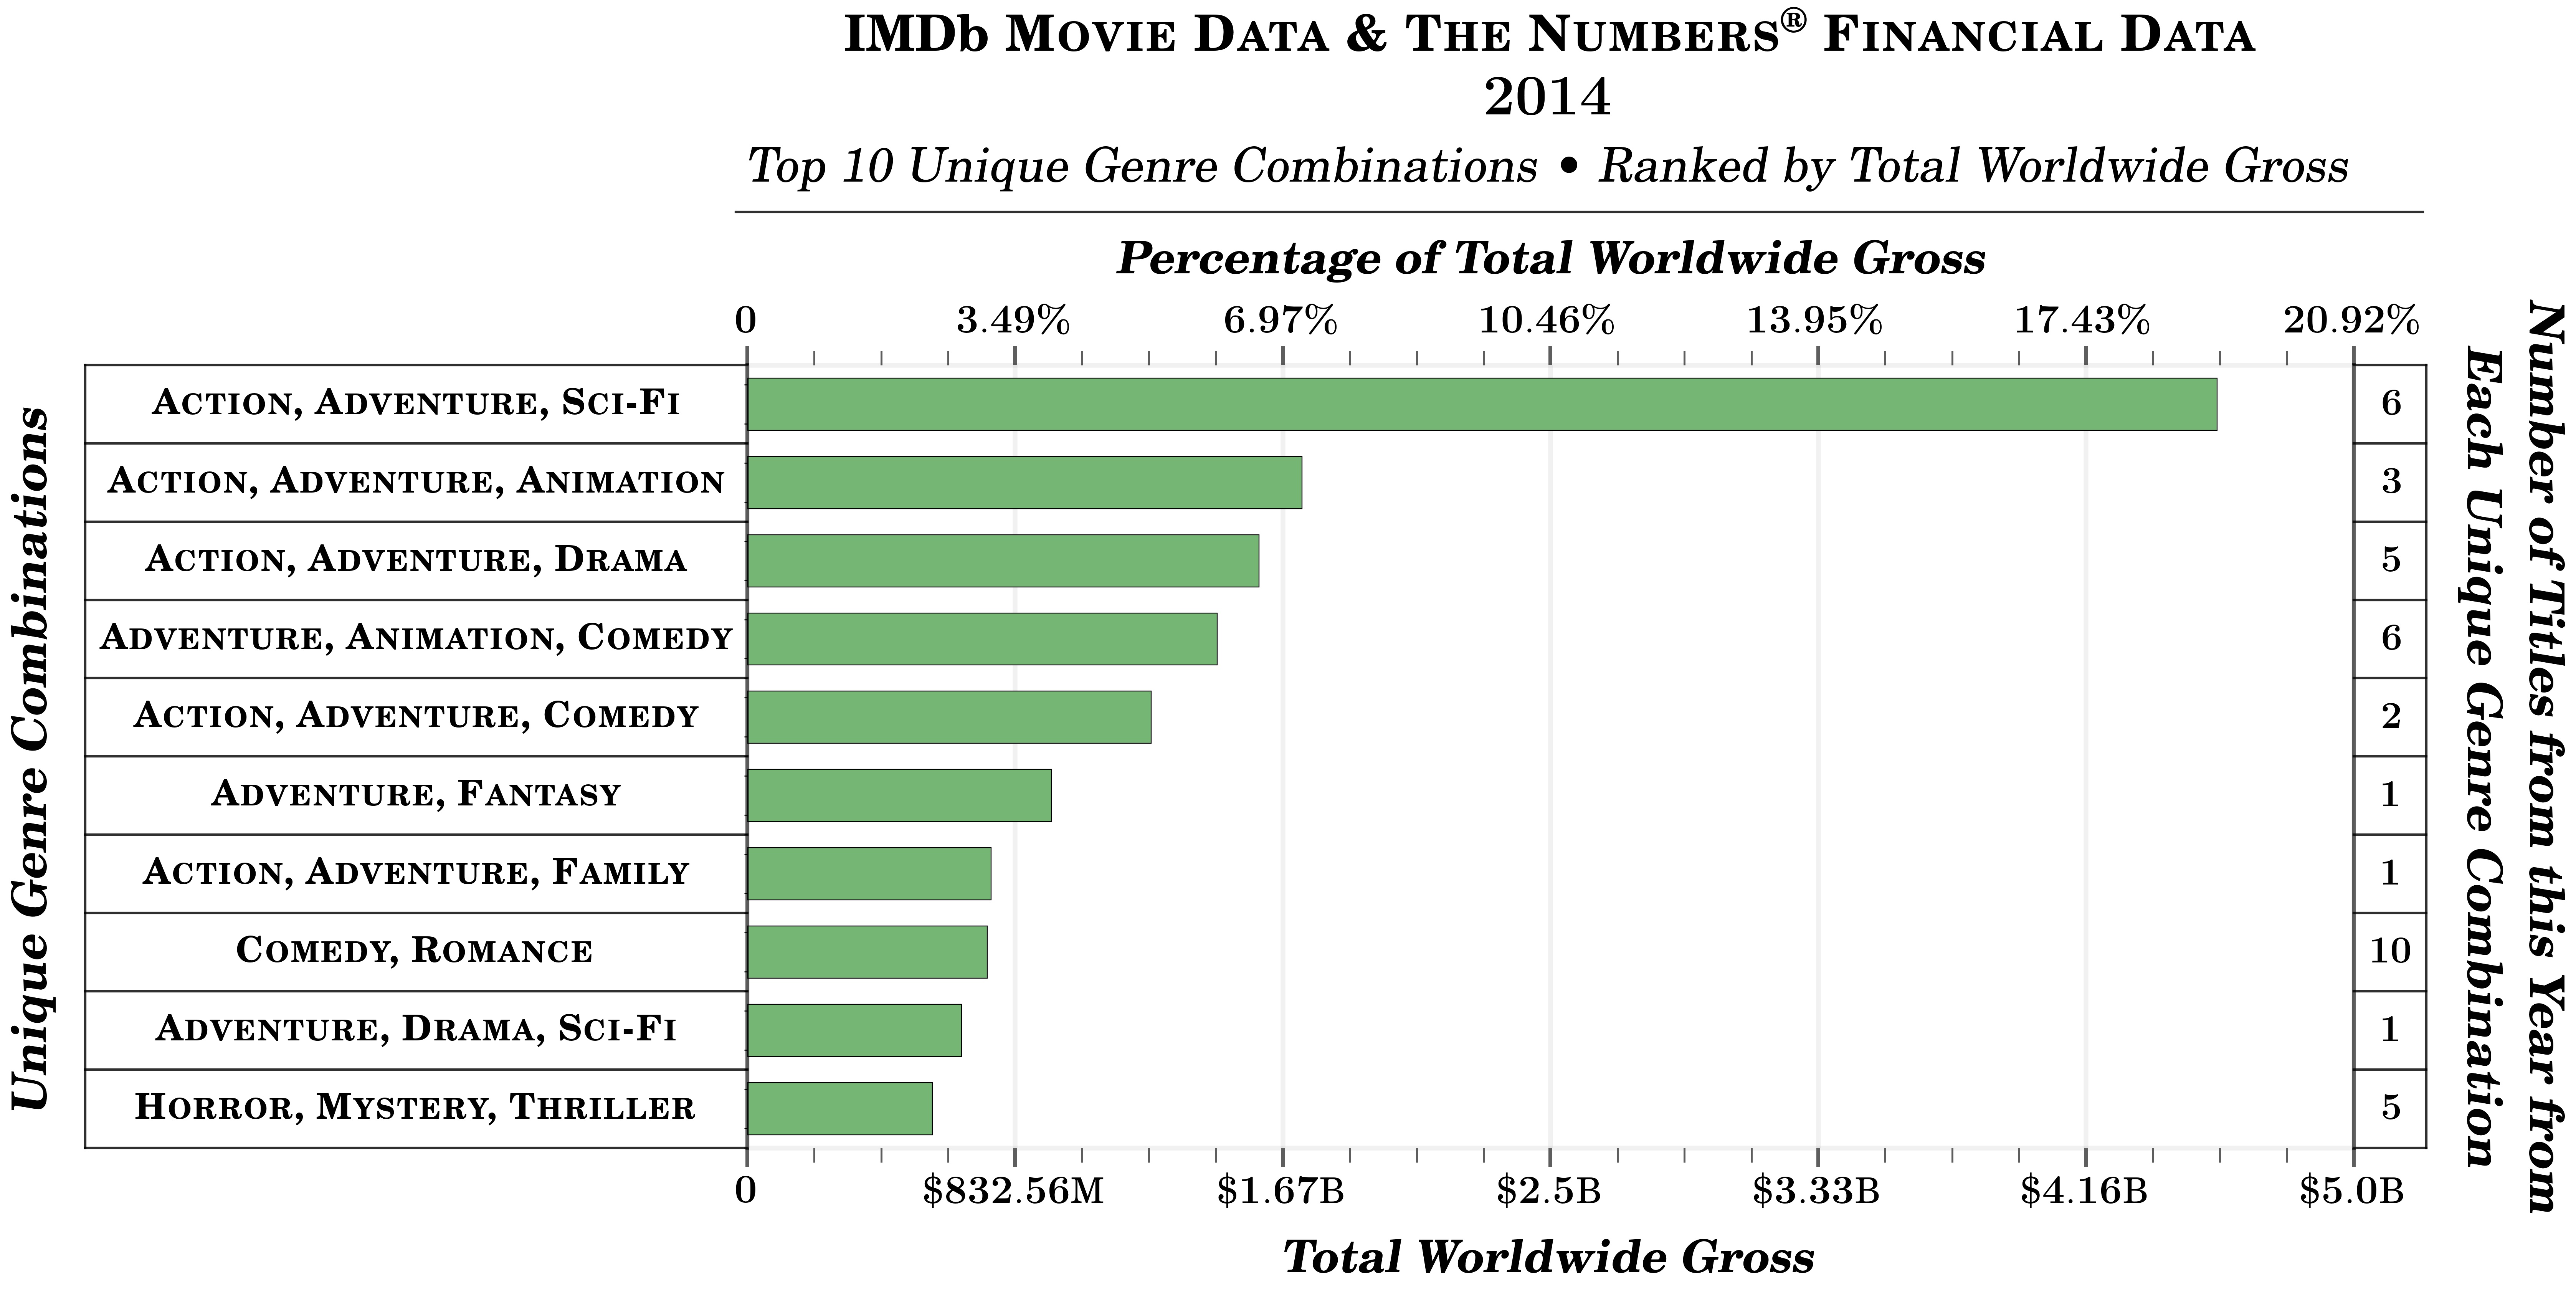 IMDb Movie Data & The Numbers® Financial Data
2014
Top 10 Unique Genre Combinations • Ranked by Total Worldwide Gross
Percentage of Total Worldwide Gross
0 3.49% 6.97% 10.46% 13.95% 17.43% 20.92%
Unique Genre Combinations
Action, Adventure, Sci-Fi 6
Action, Adventure, Animation 3
Action, Adventure, Drama 5
Adventure, Animation, Comedy 6
Action, Adventure, Comedy 2
Adventure, Fantasy 1
Action, Adventure, Family 1
Comedy, Romance 10
Adventure, Drama, Sci-Fi 1
Horror, Mystery, Thriller 5
Number of Titles from this Year from
Each Unique Genre Combination
0 $832.56M $1.67B $2.5B $3.33B $4.16B $5.0B
Total Worldwide Gross